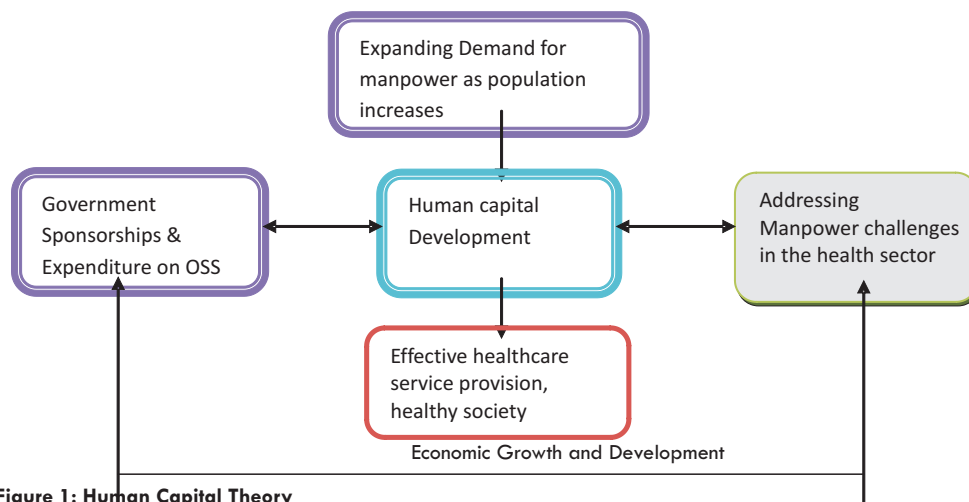 Expanding Demand for
manpower as population
increases
Government
Sponsorships &
Expenditure on OSS
Human capital
Development
Addressing
Manpower challenges
in the health sector
Effective healthcare
service provision,
healthy society
Economic Growth and Development
Figure 1: Human Capital Theory